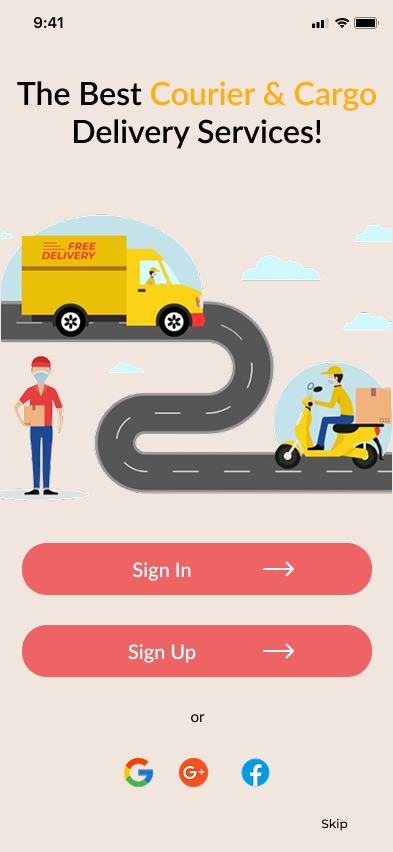 9:41
The Best Courier & Cargo
Delivery Services!
FREE
DELIVERY
Sign In
Sign Up
or
G G+ f
Skip